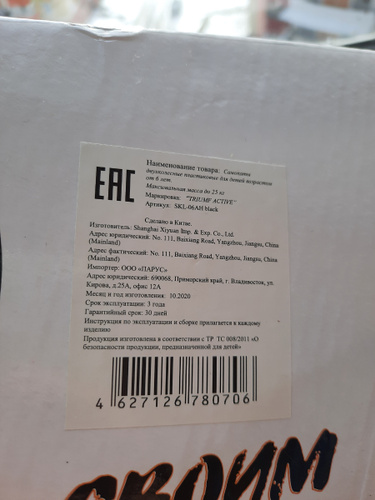 EAC
Наименование товара: Самокаты
двухколесные пластиковые для детей возрастом
от 6 лет.
Максимальная масса до 25 кг
Маркировка: "TRIUMF ACTIVE"
Артикул: SKL-06AH black
Сделано в Китае.
Изготовитель: Shanghai Xiyuan Imp. & Exp. Co., Ltd.
Адрес юридический: No. 111, Baixiang Road, Yangzhou, Jiangsu, China
(Mainland)
Адрес фактический: No. 111, Baixiang Road, Yangzhou, Jiangsu, China
(Mainland)
Импортер: ООО «ПАРУС»
Адрес юридический: 690068, Приморский край, г. Владивосток, ул.
Кирова, д.25А, офис 12А
Месяц и год изготовления: 10.2020
Срок эксплуатации: 3 года
Гарантийный срок: 30 дней
Инструкция по эксплуатации и сборке прилагается к каждому
изделию
Продукция изготовлена в соответствии с ТР ТС 008/2011 «О
безопасности продукции, предназначенной для детей»
4 627126 780706
СВОИМ